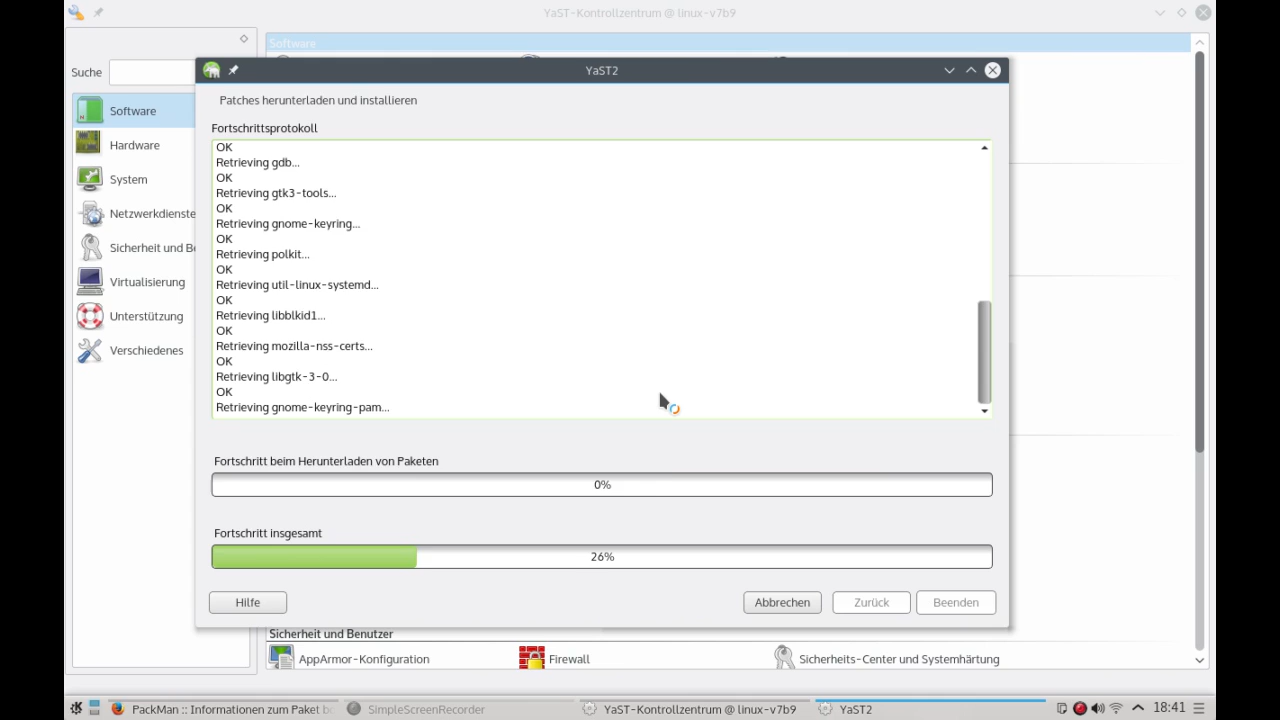 YaST-Kontrollzentrum @ linux-v7b9
Suche
Software
Hardware
System
Netzwerkdienste
Sicherheit und Be
Virtualisierung
Unterstützung
Verschiedenes
Software
YaST2
Patches herunterladen und installieren
Fortschrittsprotokoll
OK
Retrieving gdb...
OK
Retrieving gtk3-tools...
OK
Retrieving gnome-keyring...
OK
Retrieving polkit...
OK
Retrieving util-linux-systemd...
OK
Retrieving libblkid1...
OK
Retrieving mozilla-nss-certs...
OK
Retrieving libgtk-3-0...
OK
Retrieving gnome-keyring-pam...
Fortschritt beim Herunterladen von Paketen
0%
Fortschritt insgesamt
26%
Hilfe
Abbrechen
Zurück
Beenden
Sicherheit und Benutzer
AppArmor-Konfiguration
Firewall
Sicherheits-Center und Systemhärtung
PackMan :: Informationen zum Paket b
SimpleScreenRecorder
YaST-Kontrollzentrum @ linux-v7b9
YaST2
18:41